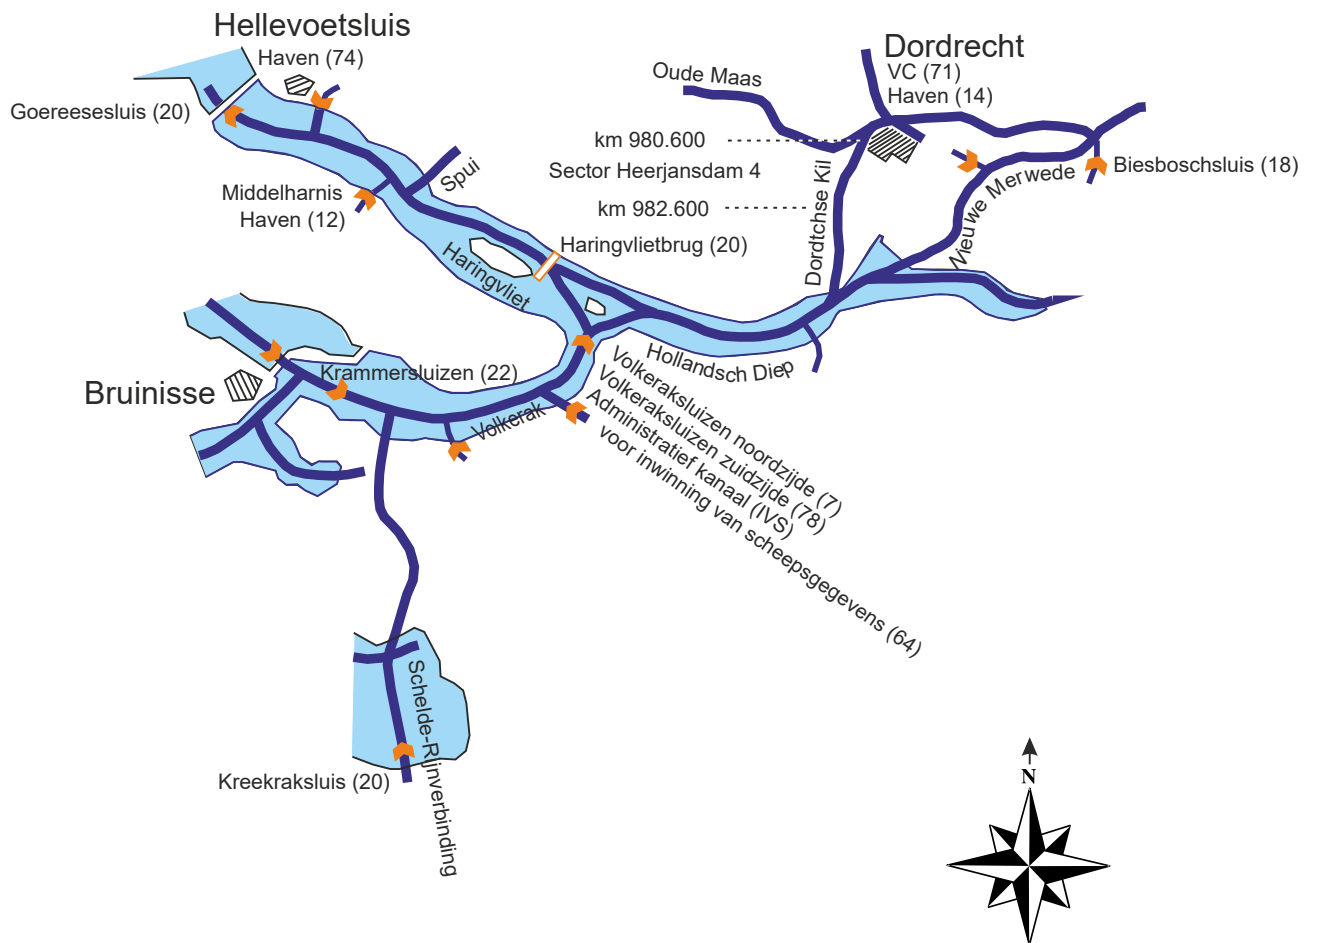 Hellevoetsluis
Haven (74)
Goereesesluis (20)
Middelharnis
Haven (12)
Spui
Haringvliet
Haringvlietbrug (20)
Dordrecht
VC (71)
Haven (14)
Oude Maas
km 980.600
Sector Heerjansdam 4
km 982.600
Dordtchse Kil
Nieuwe Merwede
Biesboschsluis (18)
Hollandsch Diep
Bruinisse
Krammersluizen (22)
Volkerak
Volkeraksluizen noordzijde (7)
Volkeraksluizen zuidzijde (78)
Administratief kanaal (IVS)
voor inwinning van scheepsgegevens (64)
Schelde-Rijnverbinding
Kreekraksluis (20)
N